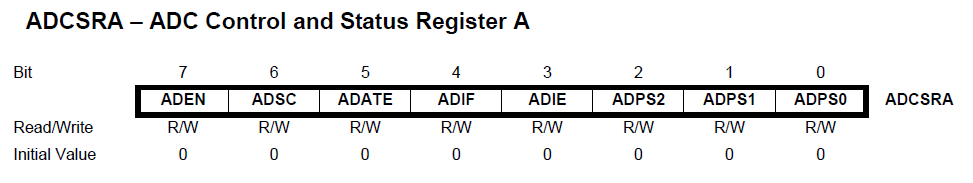 ADCSRA – ADC Control and Status Register A
Bit 7 6 5 4 3 2 1 0
ADEN ADSC ADATE ADIF ADIE ADPS2 ADPS1 ADPS0 ADCSRA
Read/Write R/W R/W R/W R/W R/W R/W R/W R/W
Initial Value 0 0 0 0 0 0 0 0